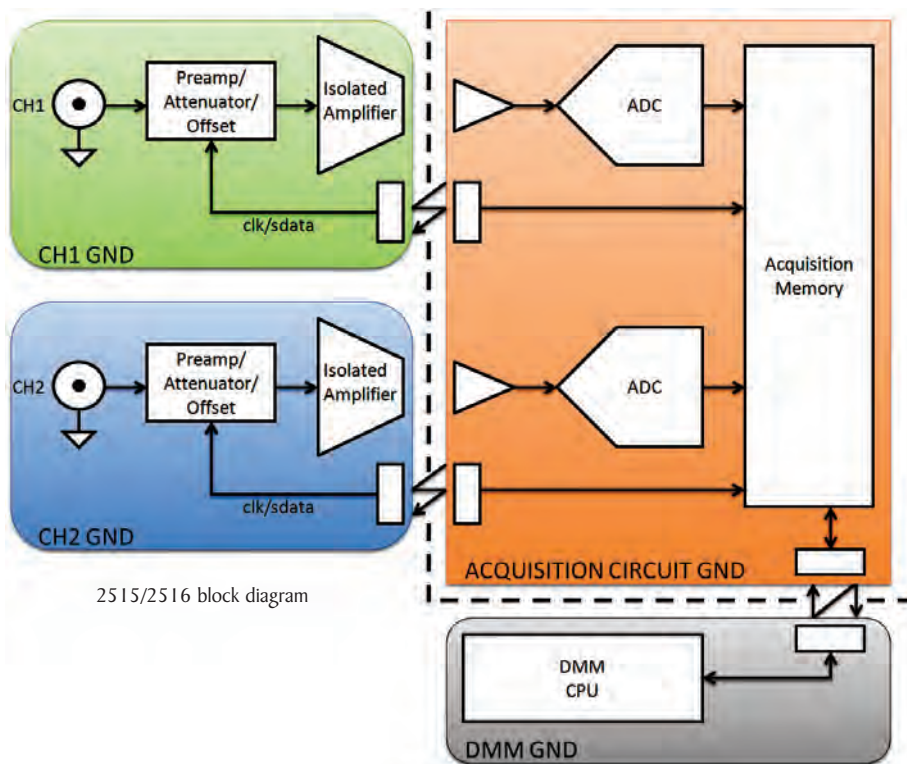 CH1
Preamp/
Attenuator/
Offset
Isolated
Amplifier
clk/sdata
CH1 GND
CH2
Preamp/
Attenuator/
Offset
Isolated
Amplifier
clk/sdata
CH2 GND
2515/2516 block diagram
ADC
Acquisition
Memory
ADC
ACQUISITION CIRCUIT GND
DMM
CPU
DMM GND